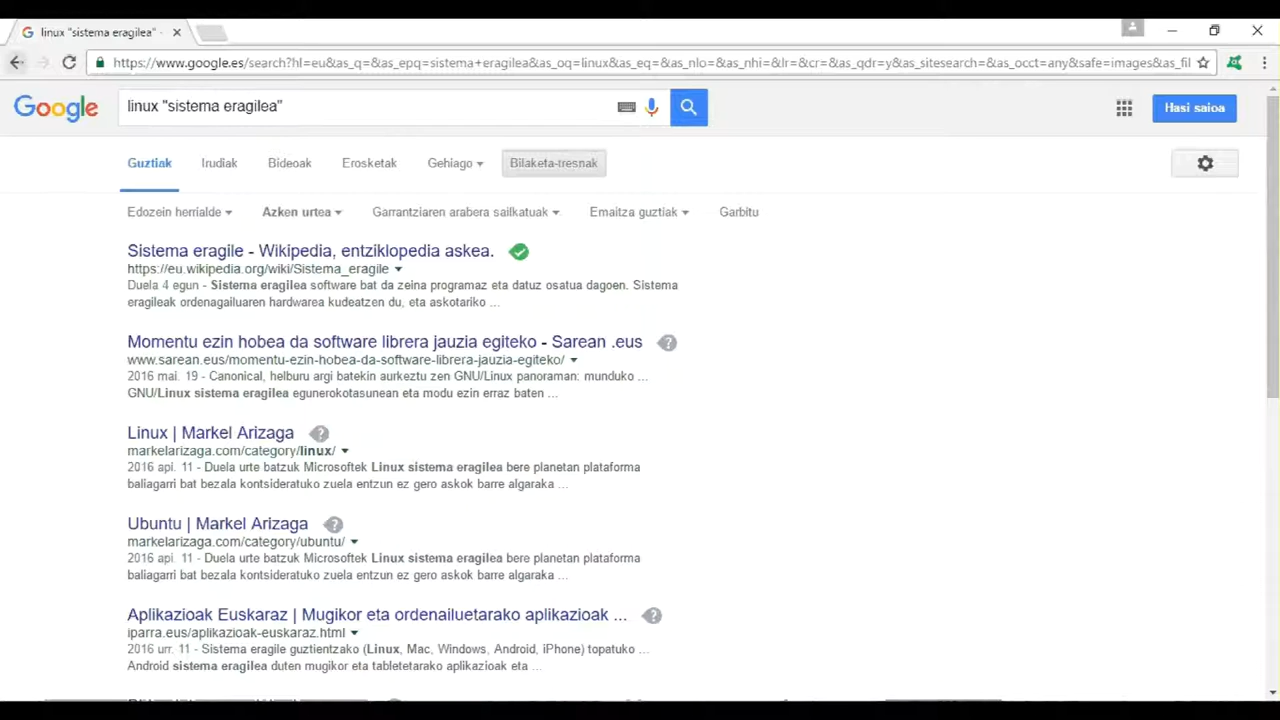 linux "sistema eragilea" -
https://www.google.es/search?hl=eu&as_q=&as_epq=sistema+eragilea&as_oq=linux&as_eq=&as_nlo=&as_nhi=&lr=&cr=&as_qdr=y&as_sitesearch=&as_occt=any&safe=images&as_fil
Google
linux "sistema eragilea"
Hasi saioa
Guztiak Irudiak Bideoak Erosketak Gehiago Bilaketa-tresnak
Edozein herrialde Azken urtea Garrantziaren arabera sailkatuak Emaitza guztiak Garbitu
Sistema eragile - Wikipedia, entziklopedia askea.
https://eu.wikipedia.org/wiki/Sistema_eragile
Duela 4 egun - Sistema eragilea software bat da zeina programaz eta datuz osatua dagoen. Sistema
eragileak ordenagailuaren hardwarea kudeatzen du, eta askotariko ...
Momentu ezin hobea da software librera jauzia egiteko - Sarean .eus
www.sarean.eus/momentu-ezin-hobea-da-software-librera-jauzia-egiteko/
2016 mai. 19 - Canonical, helburu argi batekin aurkeztu zen GNU/Linux panoraman: munduko ...
GNU/Linux sistema eragilea egunerokotasunean eta modu ezin erraz baten ...
Linux | Markel Arizaga
markelarizaga.com/category/linux/
2016 api. 11 - Duela urte batzuk Microsoftek Linux sistema eragilea bere planetan plataforma
baliagarri bat bezala kontsideratuko zuela entzun ez gero askok barre algaraka ...
Ubuntu | Markel Arizaga
markelarizaga.com/category/ubuntu/
2016 api. 11 - Duela urte batzuk Microsoftek Linux sistema eragilea bere planetan plataforma
baliagarri bat bezala kontsideratuko zuela entzun ez gero askok barre algaraka ...
Aplikazioak Euskaraz | Mugikor eta ordenailuetarako aplikazioak ...
iparra.eus/aplikazioak-euskaraz.html
2016 urr. 11 - Sistema eragile guztientzako (Linux, Mac, Windows, Android, iPhone) topatuko ...
Android sistema eragilea duten mugikor eta tabletetarako aplikazioak eta ...